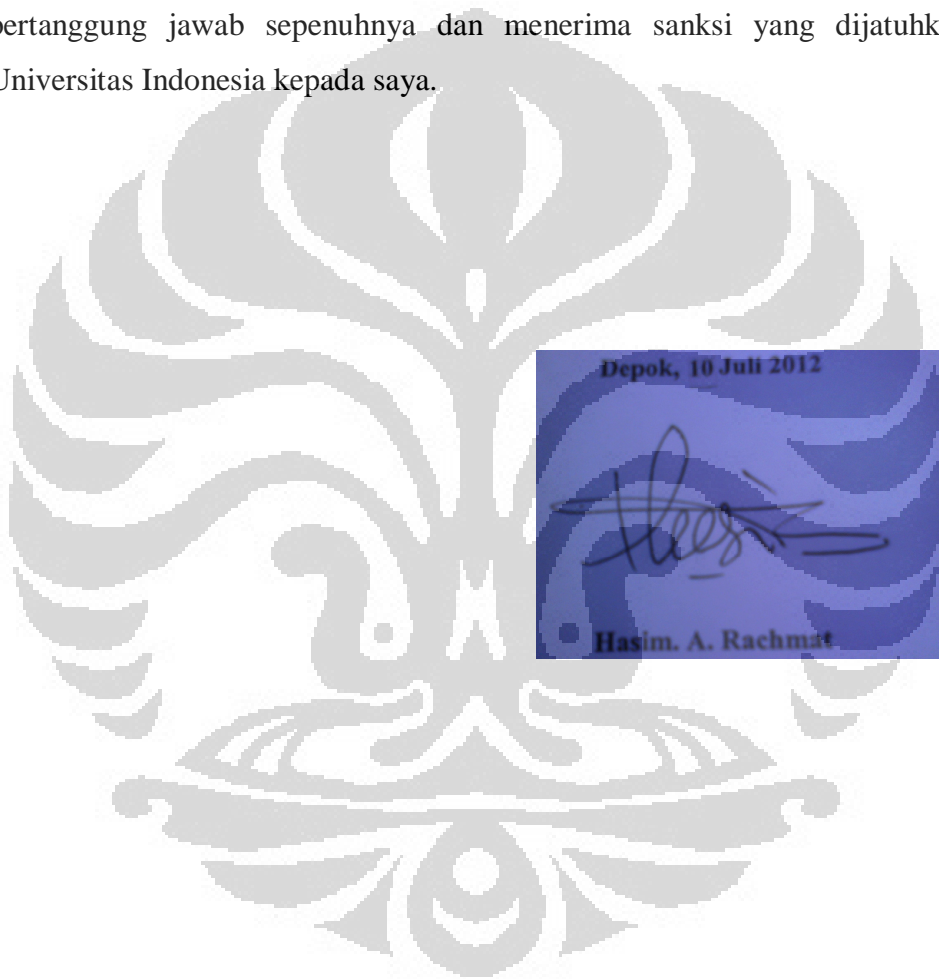 bertanggung jawab sepenuhnya dan menerima sanksi yang dijatuhk
Universitas Indonesia kepada saya.
Depok, 10 Juli 2012
Hasim. A. Rachmat